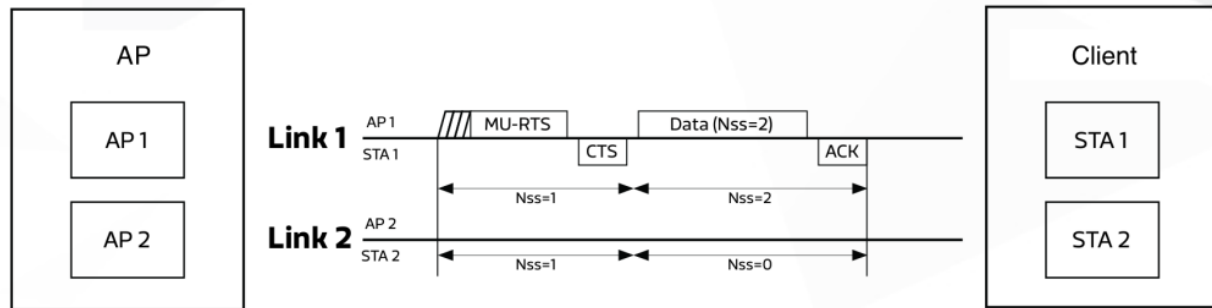 AP
AP 1
AP 2
Link 1
AP 1
STA 1
MU-RTS
CTS
Data (Nss=2)
ACK
Nss=1
Nss=2
Link 2
AP 2
STA 2
Nss=1
Nss=0
Client
STA 1
STA 2